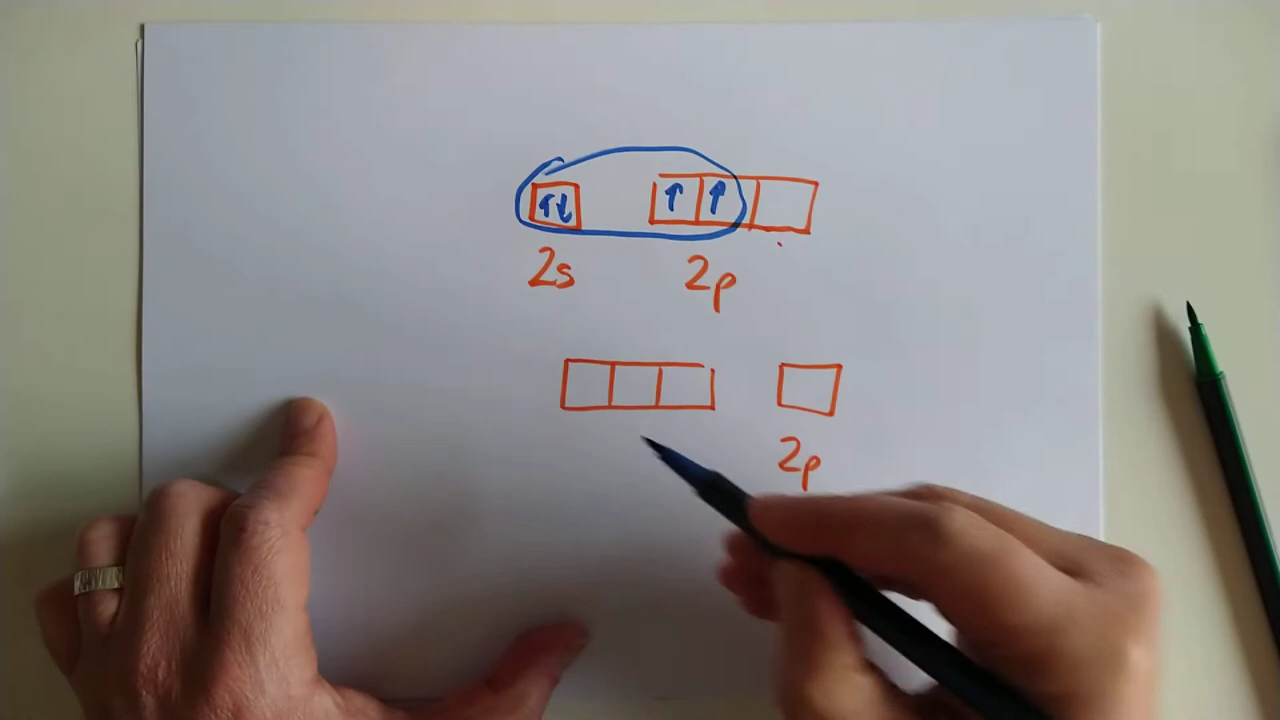 ↑↓ ↑ ↑
2s 2p
2p